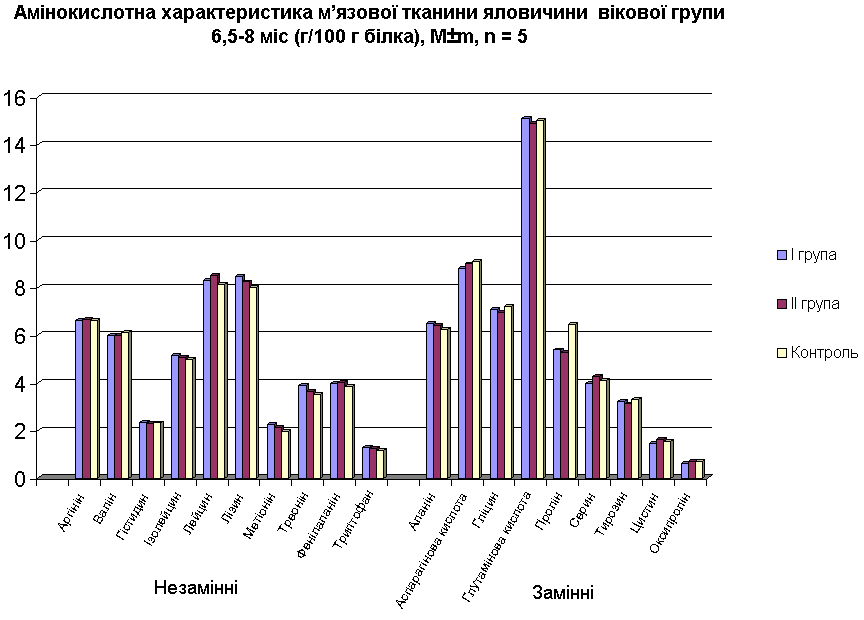 Амінокислотна характеристика м’язової тканини яловичини вікової групи
6,5-8 міс (г/100 г білка), M±m, n = 5
16
14
12
10
8
6
4
2
0
Аргінін
Валін
Гістидин
Ізолейцин
Лейцин
Лізин
Метіонін
Треонін
Фенілаланін
Триптофан
Аланін
Аспарагінова кислота
Гліцин
Глутамінова кислота
Пролін
Серин
Тирозин
Цистин
Оксипролін
Незамінні
Замінні
І група
ІІ група
Контроль